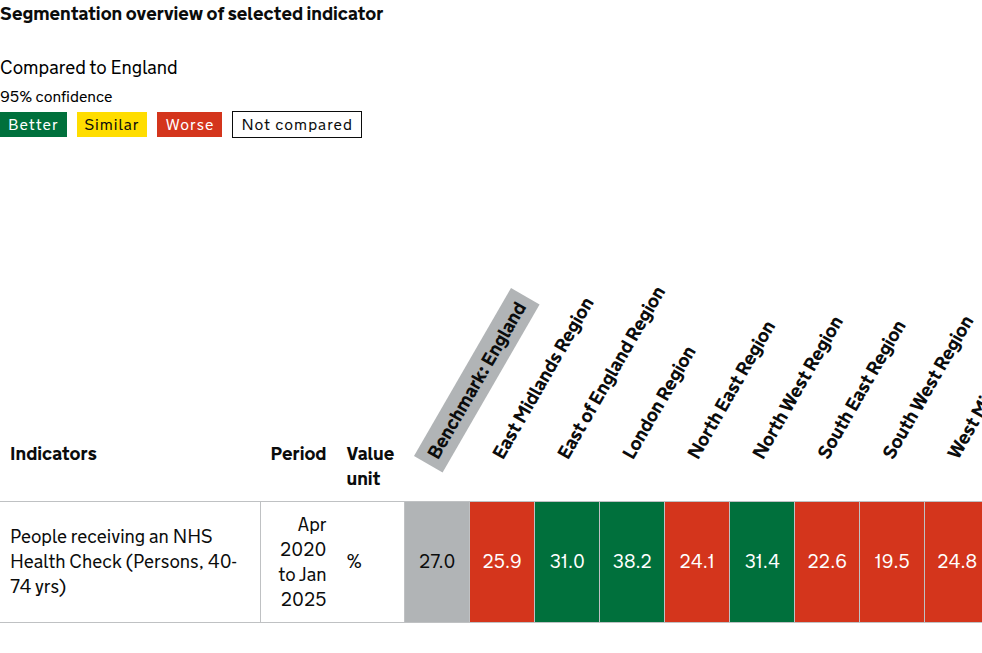 Segmentation overview of selected indicator
Compared to England
95% confidence
Better Similar Worse Not compared
Benchmark: England
East Midlands Region
East of England Region
London Region
North East Region
North West Region
South East Region
South West Region
West
Indicators Period Value
unit
People receiving an NHS
Health Check (Persons, 40-
74 yrs)
Apr
2020
to Jan
2025
% 27.0 25.9 31.0 38.2 24.1 31.4 22.6 19.5 24.8